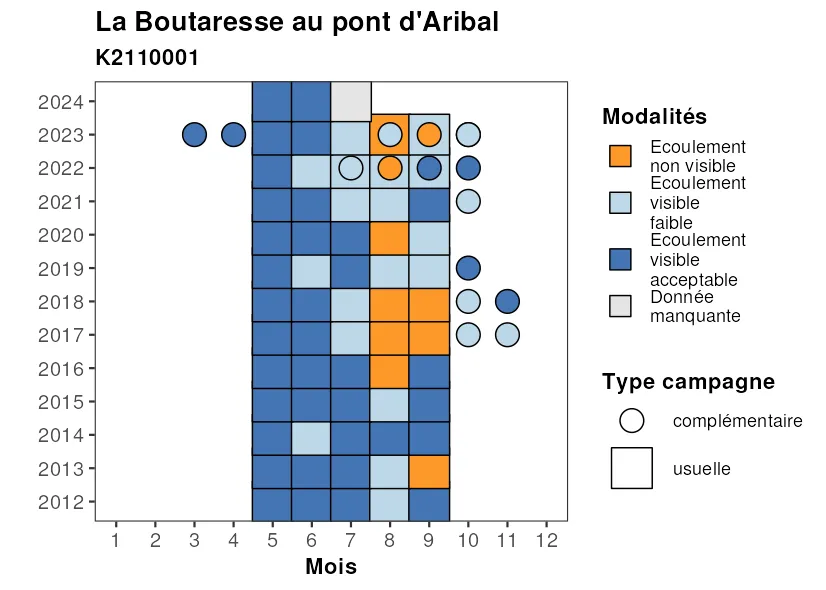 La Boutaresse au pont d'Aribal
K2110001
2024
2023
2022
2021
2020
2019
2018
2017
2016
2015
2014
2013
2012
1 2 3 4 5 6 7 8 9 10 11 12
Mois
Modalités
Ecoulement
non visible
Ecoulement
visible
faible
Ecoulement
visible
acceptable
Donnée
manquante
Type campagne
complémentaire
usuelle